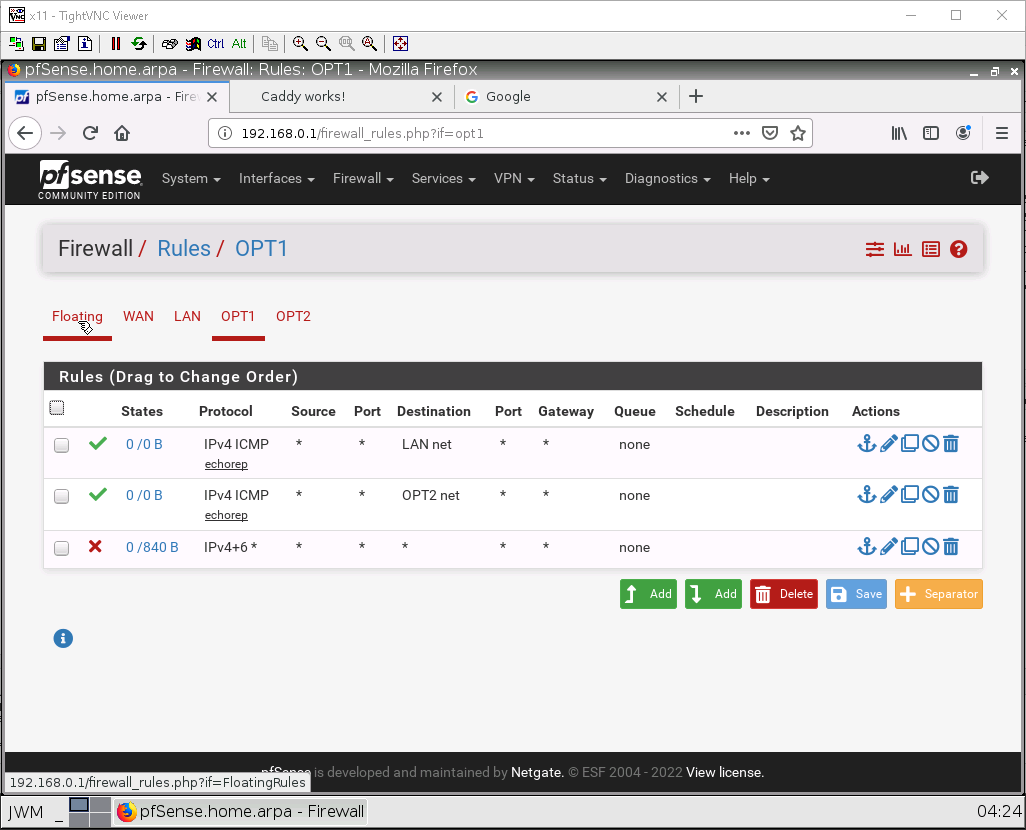 x11 - TightVNC Viewer
Ctrl Alt
pfSense.home.arpa - Firewall: Rules: OPT1 - Mozilla Firefox
pf pfSense.home.arpa - Fire Caddy works! G Google
192.168.0.1/firewall_rules.php?if=opt1
pfsense COMMUNITY EDITION System Interfaces Firewall Services VPN Status Diagnostics Help
Firewall / Rules / OPT1
Floating WAN LAN OPT1 OPT2
Rules (Drag to Change Order)
States Protocol Source Port Destination Port Gateway Queue Schedule Description Actions
0 /0 B IPv4 ICMP * * LAN net * * none
echorep
0 /0 B IPv4 ICMP * * OPT2 net * * none
echorep
0 /840 B IPv4+6 * * * * * * none
Add Add Delete Save Separator
pfSense is developed and maintained by Netgate. © ESF 2004 - 2022 View license.
192.168.0.1/firewall_rules.php?if=FloatingRules
JWM _ pfSense.home.arpa - Firewall 04:24